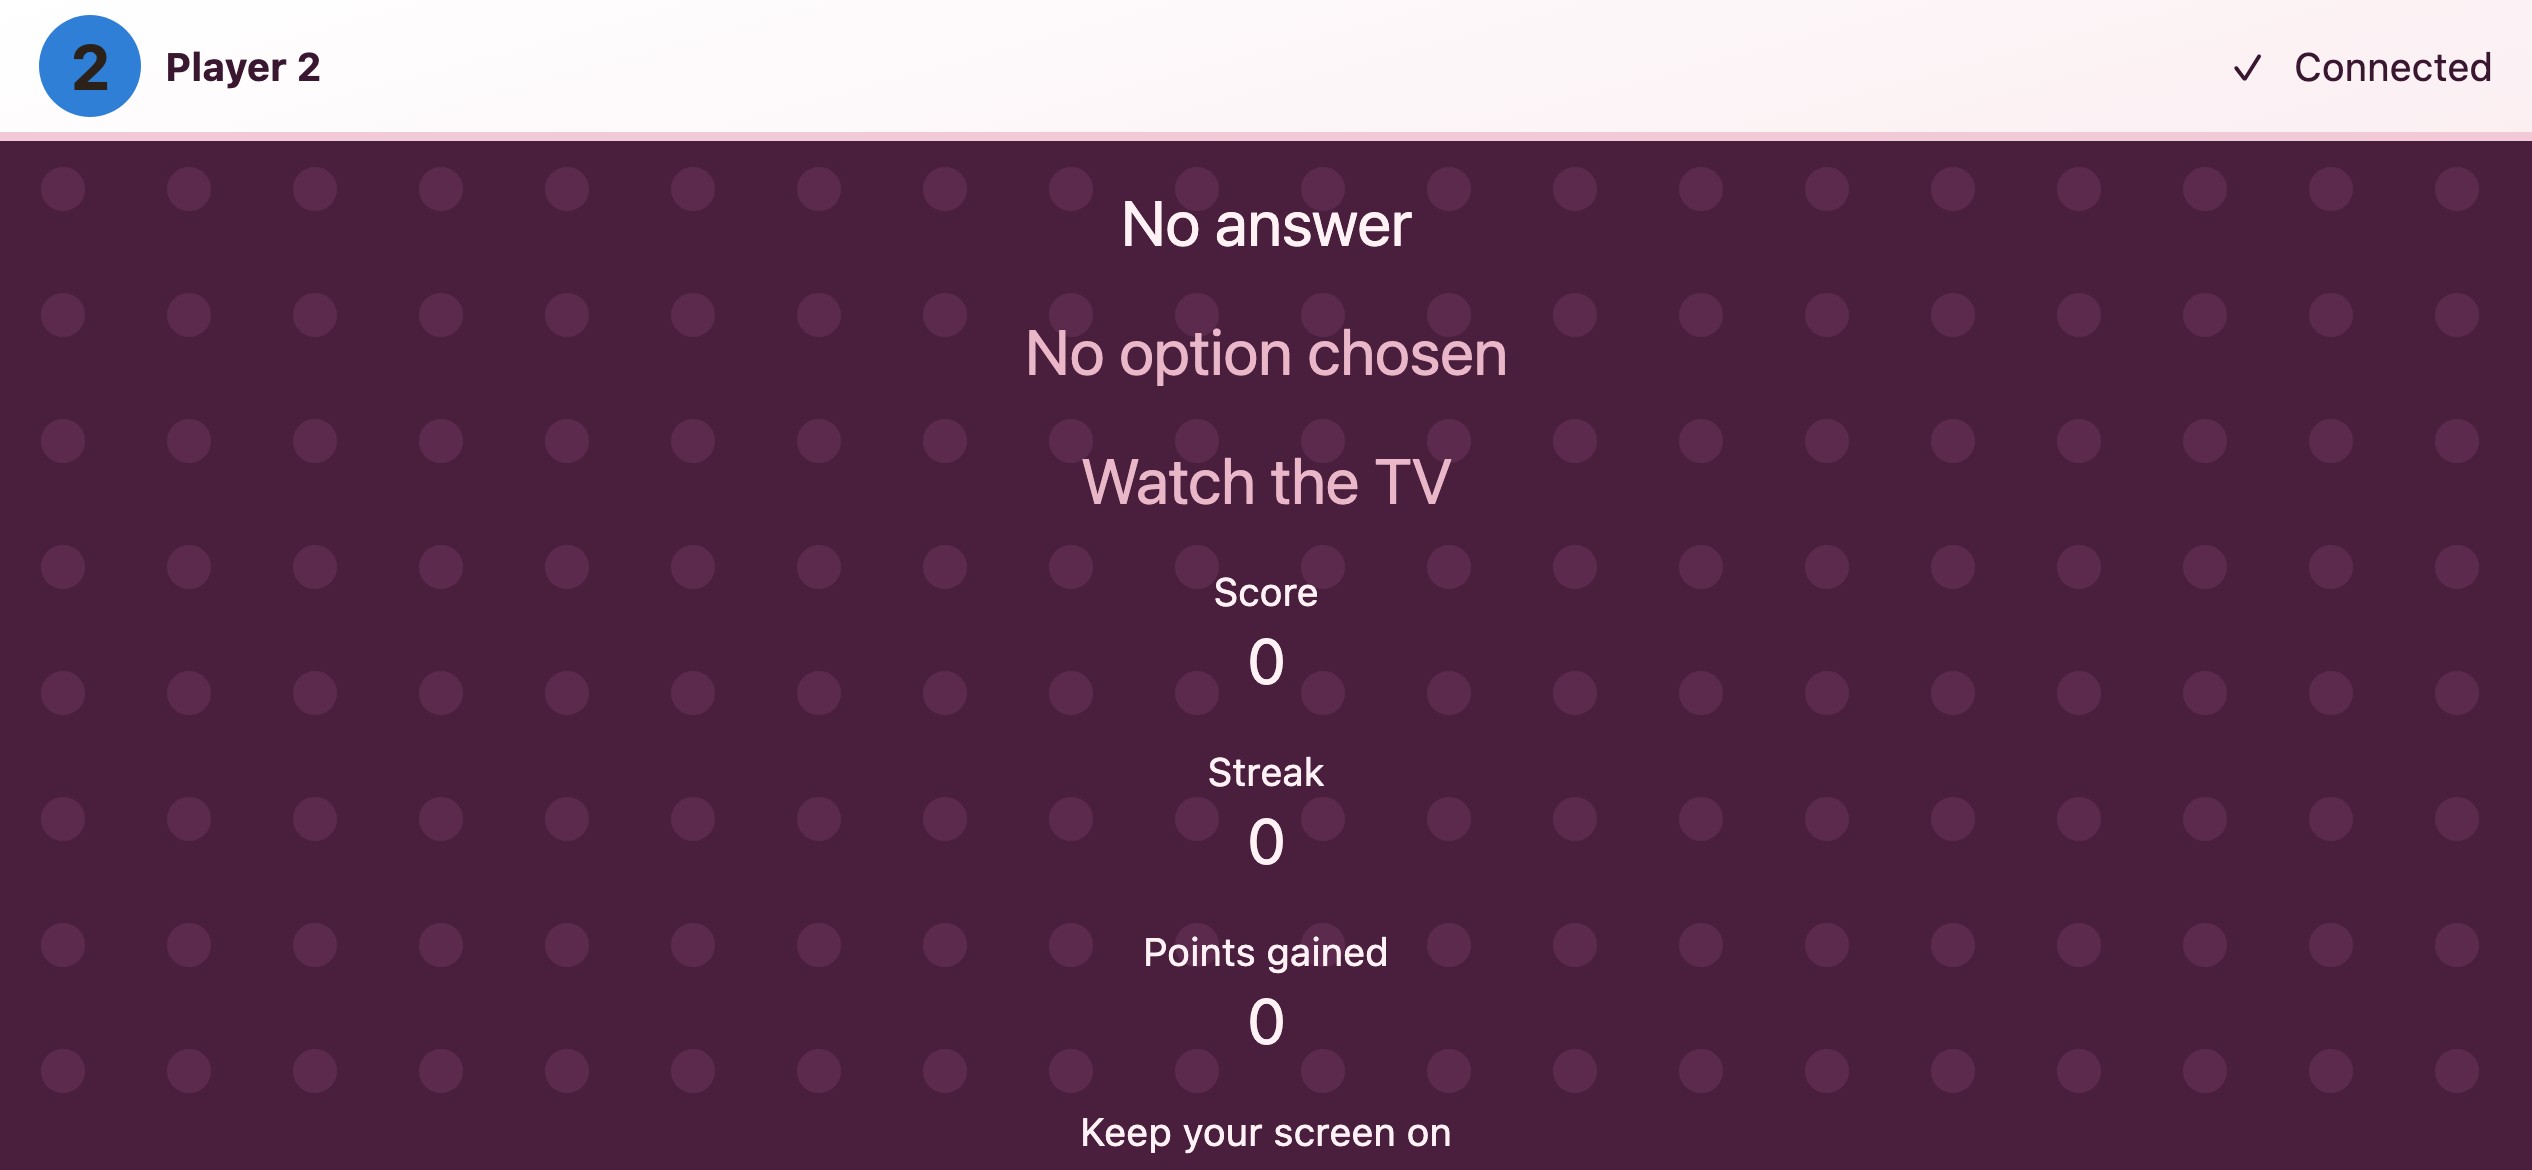 2 Player 2
✓ Connected
No answer
No option chosen
Watch the TV
Score
0
Streak
0
Points gained
0
Keep your screen on